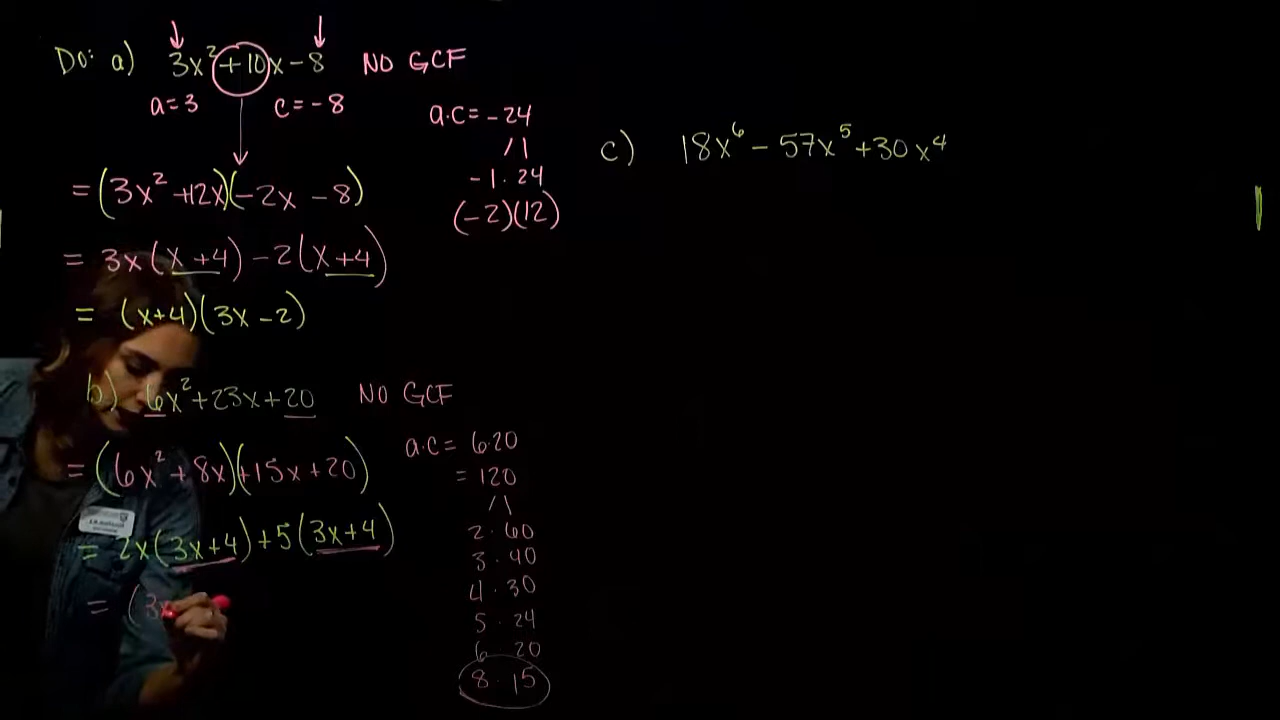 Do: a) 3x² +10x - 8 NO GCF
a=3 c=-8
a·c = -24
-1 · 24
(-2)(12)
= (3x² +12x)(-2x -8)
= 3x(x+4) -2(x+4)
= (x+4)(3x-2)
b) 6x² +23x+20 NO GCF
a·c = 6·20
= 120
2 · 60
3 · 40
4 · 30
5 · 24
6 20
8 · 15
= (6x² + 8x)(+15x+20)
= 2x(3x+4)+5(3x+4)
= (3x
c) 18x⁶ - 57x⁵ +30x⁴